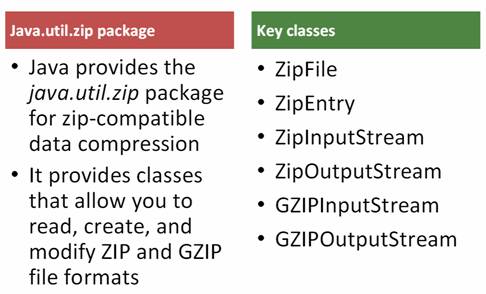 Java.util.zip package
• Java provides the
java.util.zip package
for zip-compatible
data compression
• It provides classes
that allow you to
read, create, and
modify ZIP and GZIP
file formats
Key classes
• ZipFile
• ZipEntry
• ZipInputStream
• ZipOutputStream
• GZIPInputStream
• GZIPOutputStream